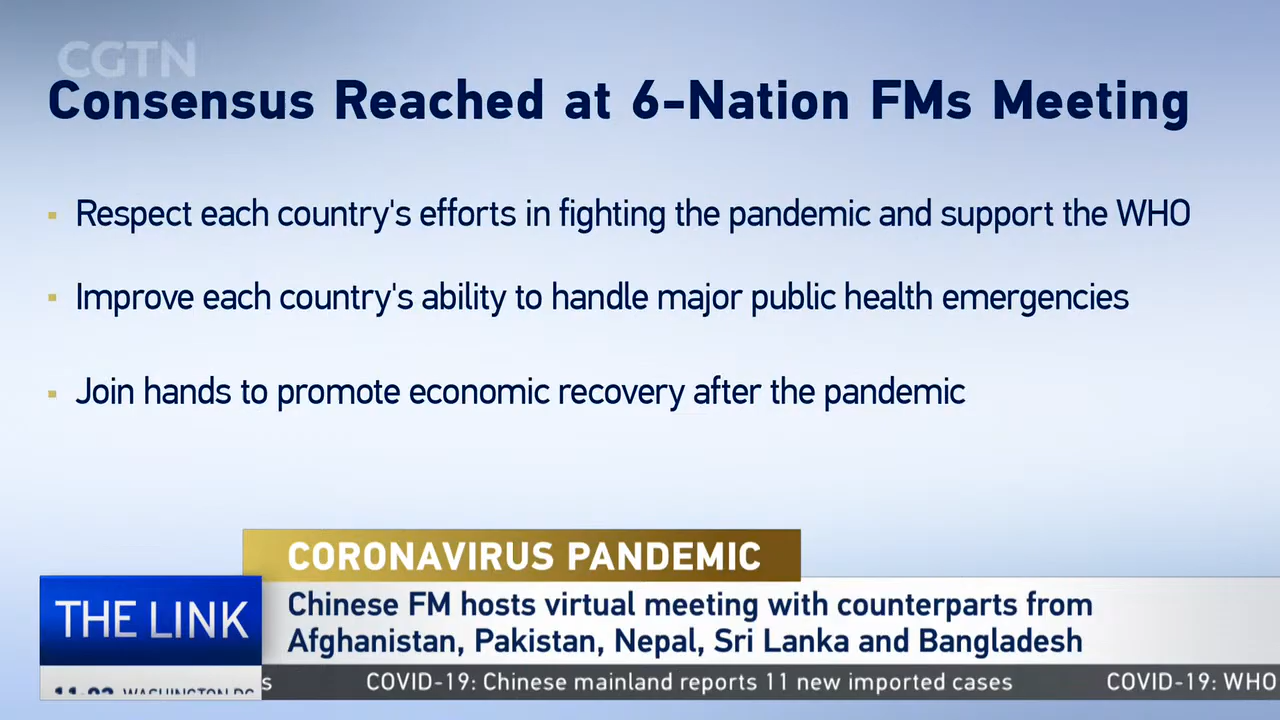 CGTN
Consensus Reached at 6-Nation FMs Meeting
Respect each country's efforts in fighting the pandemic and support the WHO
Improve each country's ability to handle major public health emergencies
Join hands to promote economic recovery after the pandemic
CORONAVIRUS PANDEMIC
THE LINK
Chinese FM hosts virtual meeting with counterparts from
Afghanistan, Pakistan, Nepal, Sri Lanka and Bangladesh
WASHINGTON DC
COVID-19: Chinese mainland reports 11 new imported cases
COVID-19: WHO